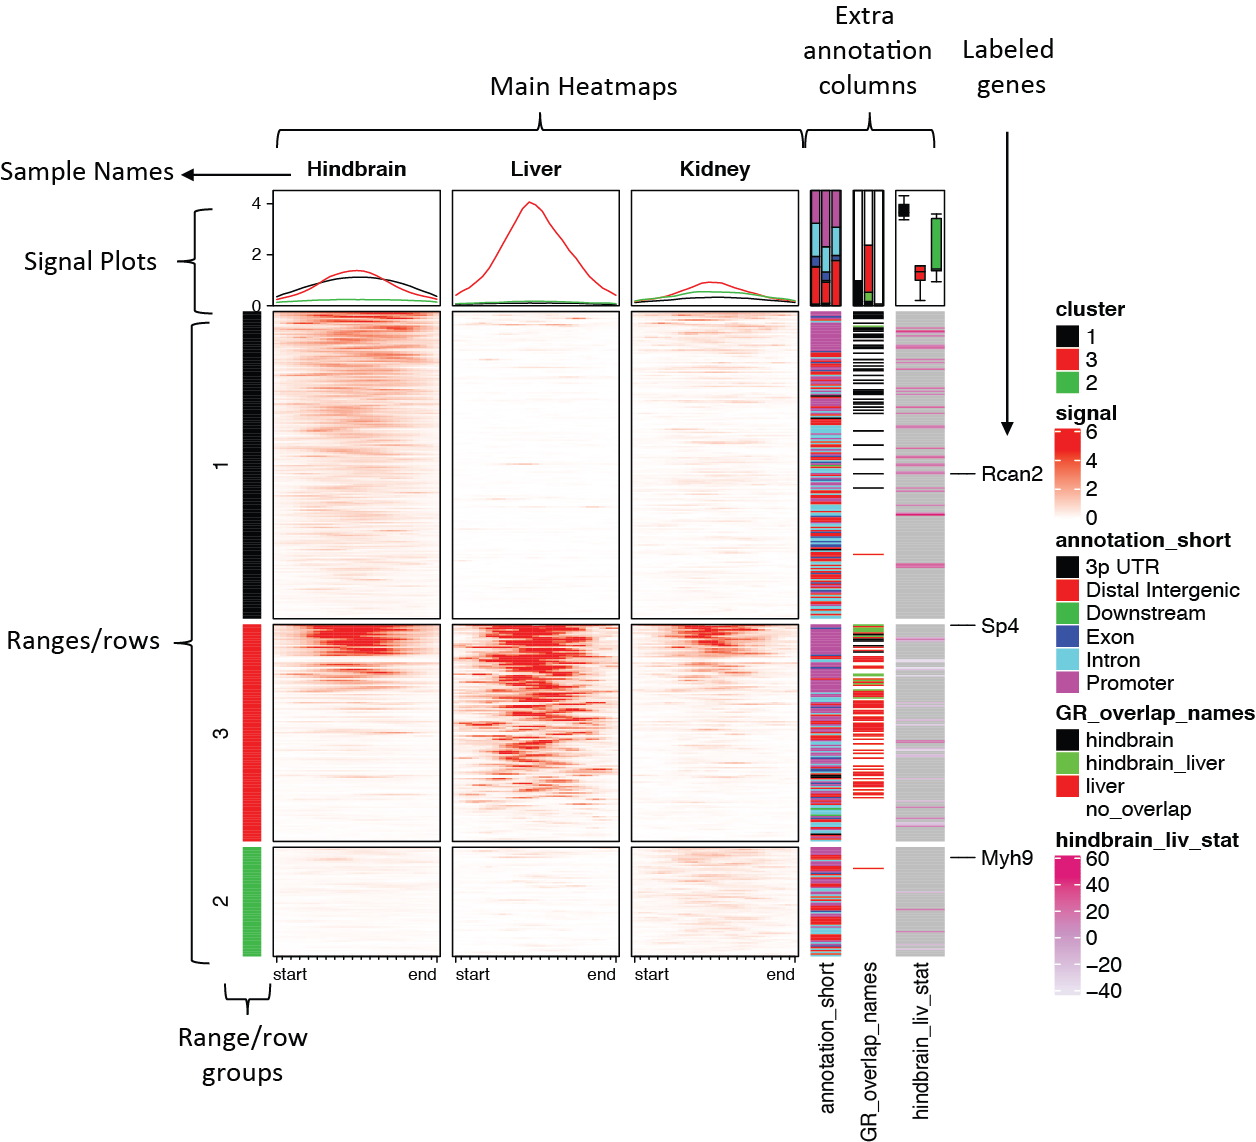 Extra
annotation
columns
Labeled
genes
Main Heatmaps
Sample Names
Hindbrain
Liver
Kidney
Signal Plots
4
2
0
Ranges/rows
1
3
2
Rcan2
Sp4
Myh9
start
end
start
end
start
end
annotation_short
GR_overlap_names
hindbrain_liv_stat
Range/row
groups
cluster
1
3
2
signal
6
4
2
0
annotation_short
3p UTR
Distal Intergenic
Downstream
Exon
Intron
Promoter
GR_overlap_names
hindbrain
hindbrain_liver
liver
no_overlap
hindbrain_liv_stat
60
40
20
0
−20
−40